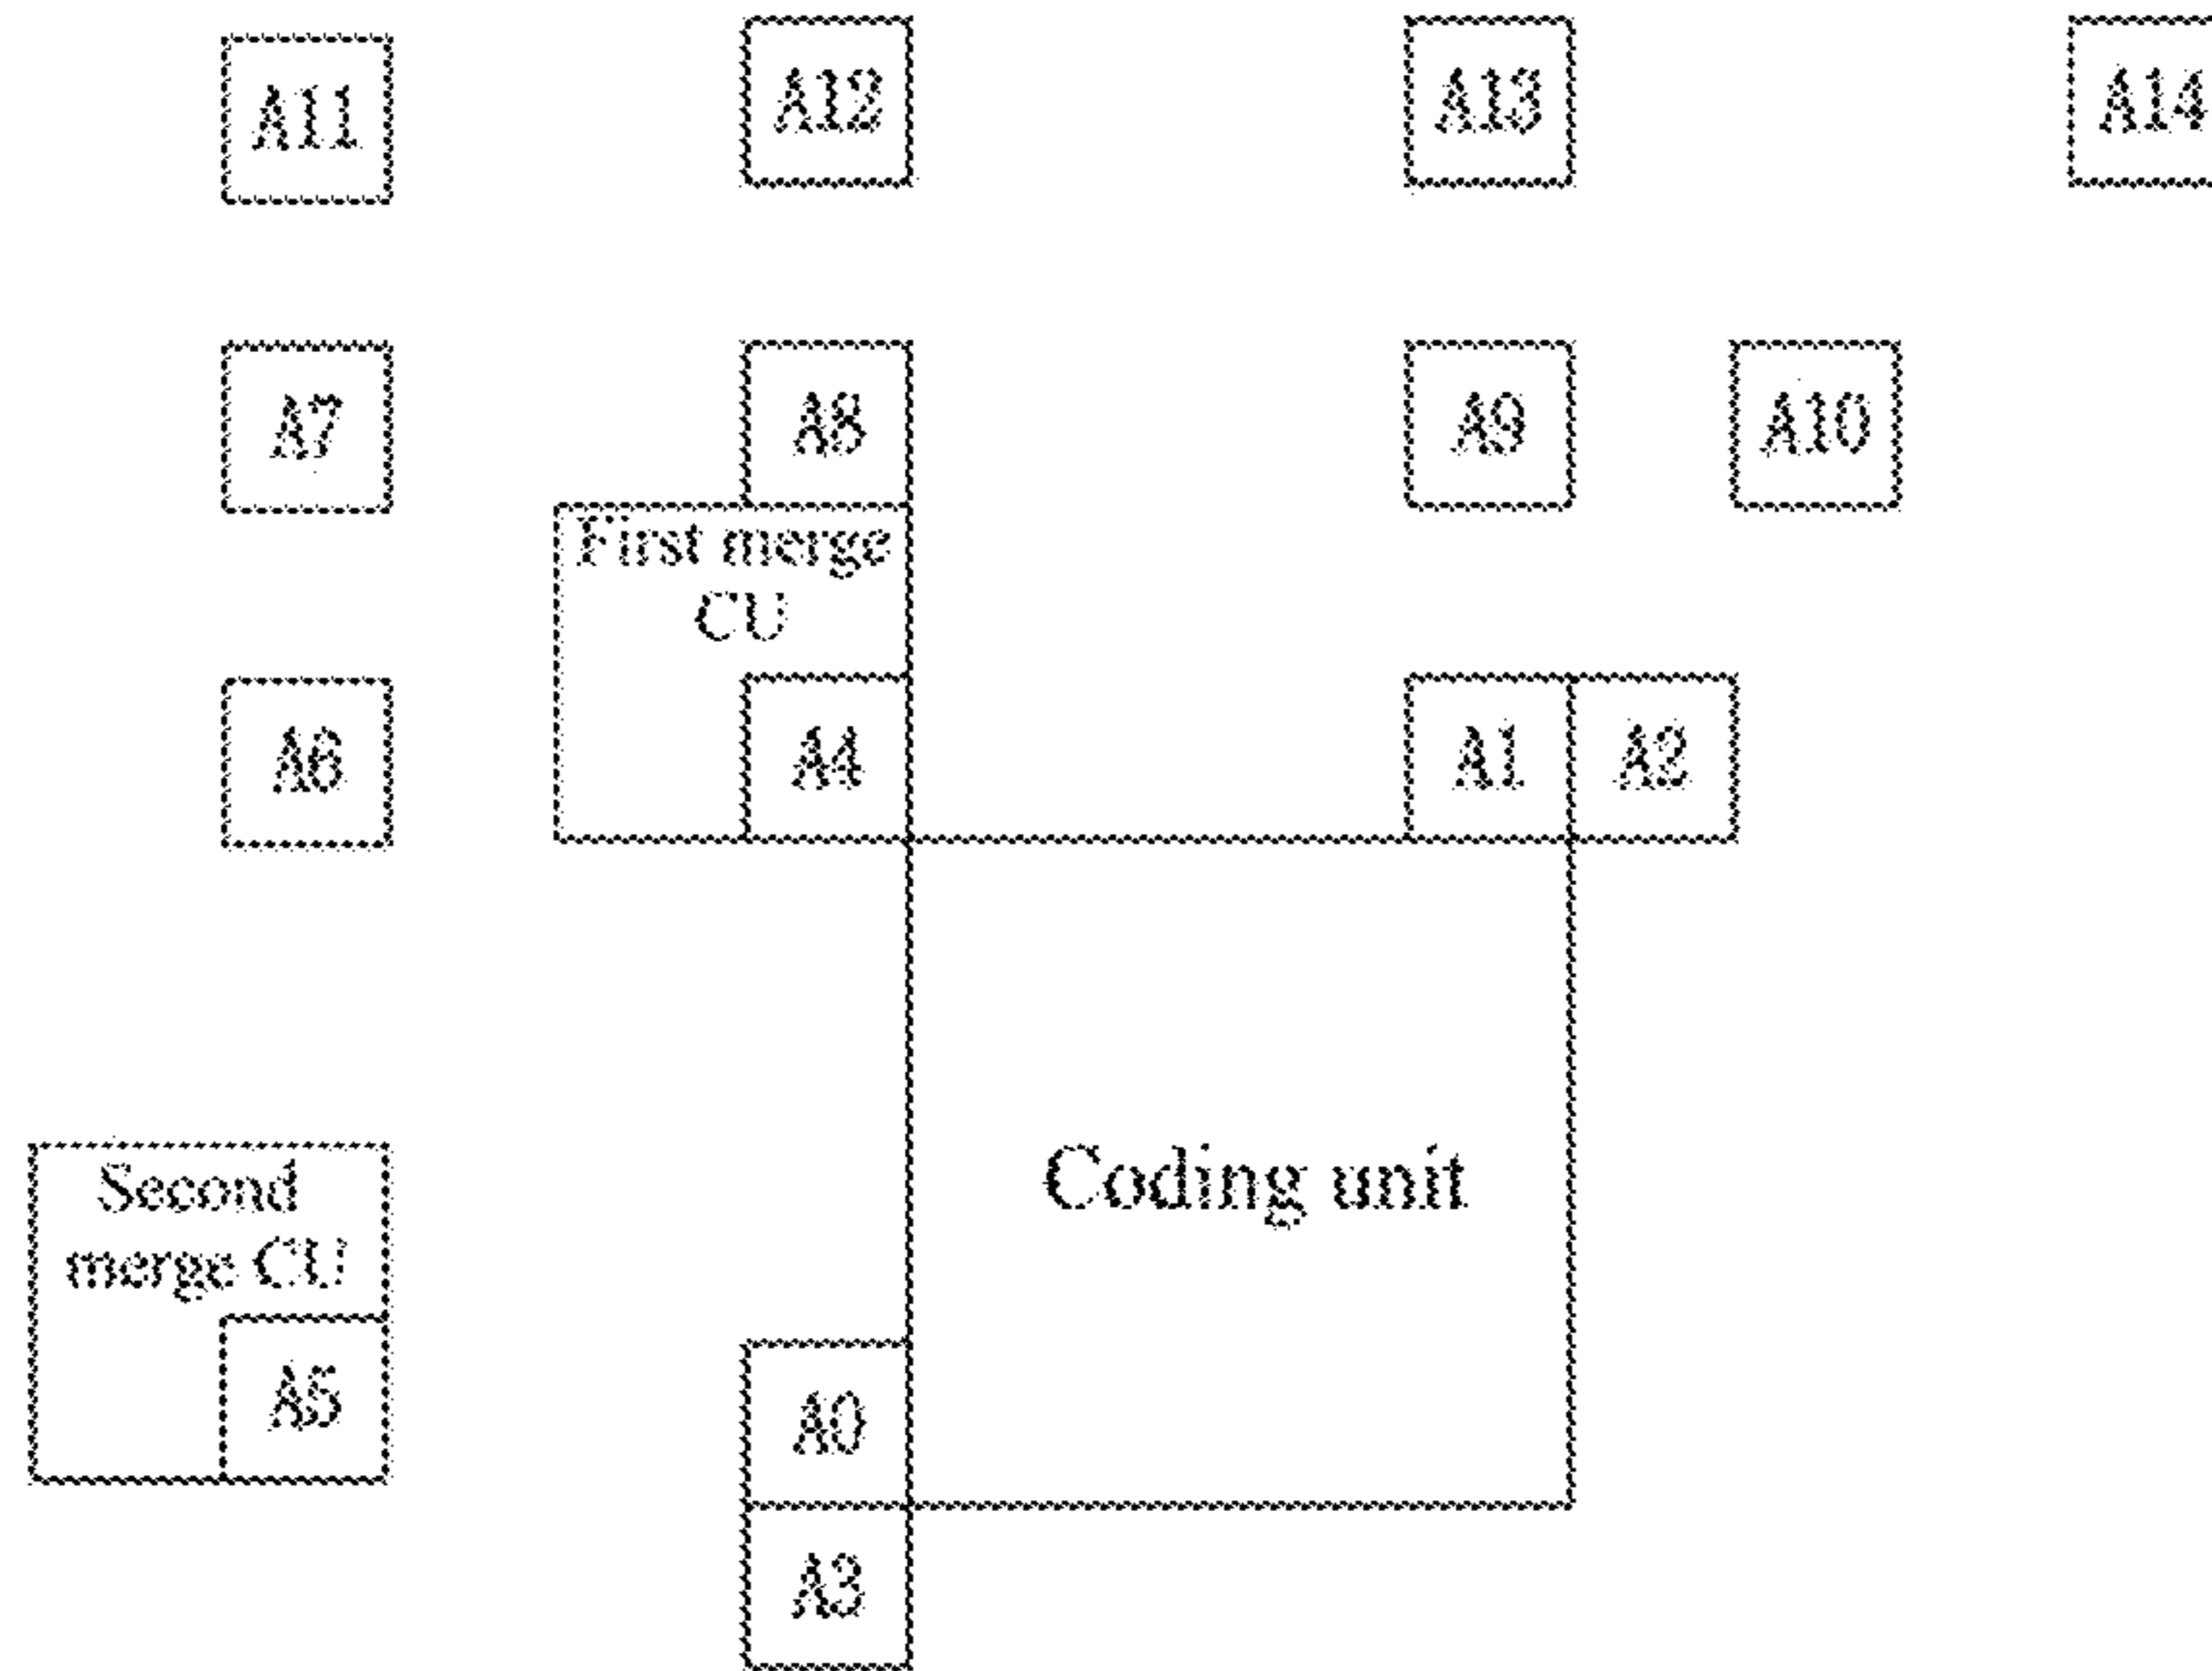 A11
A12
A13
A14
A7
A8
A9
A10
First merge
CU
A6
A4
A1
A2
Coding unit
Second
merge CU
A5
A0
A3